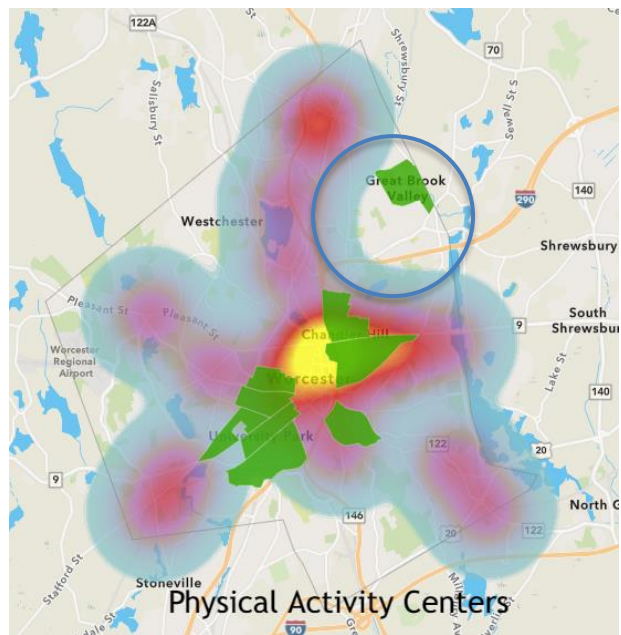 122A
Shrewsbury St
70
Sewall St S
Salisbury St
Great Brook
Valley
290
140
Westchester
Shrewsbury
Pleasant St
Pleasant St
Chandler Hill
9
South
Shrewsbury
Worcester
Regional
Airport
Worcester
Lake St
140
University Park
122
20
9
146
20
122
North G
Stafford St
Stoneville
Physical Activity Centers
90